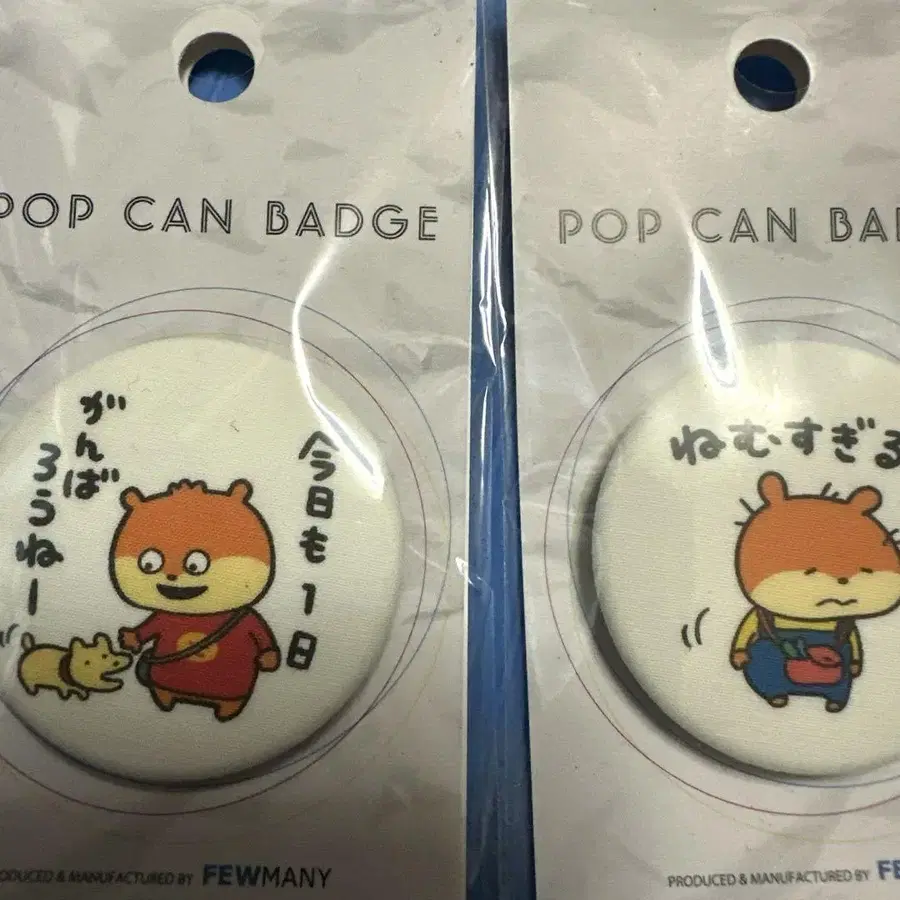 POP CAN BADGE
今日も1日
がんば
ろうねー
PRODUCED & MANUFACTURED BY FEWMANY
POP CAN BA
ねむすぎる
PRODUCED & MANUFACTURED BY FE